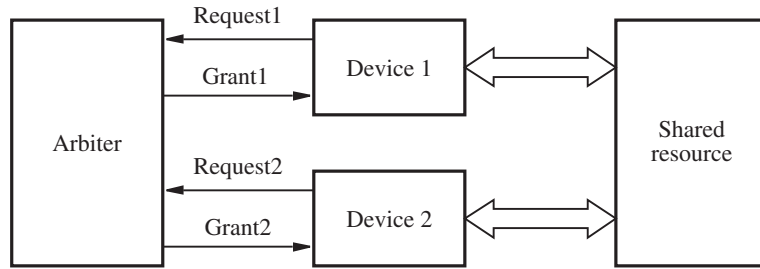 Request1
Grant1
Device 1
Arbiter
Shared
resource
Request2
Grant2
Device 2